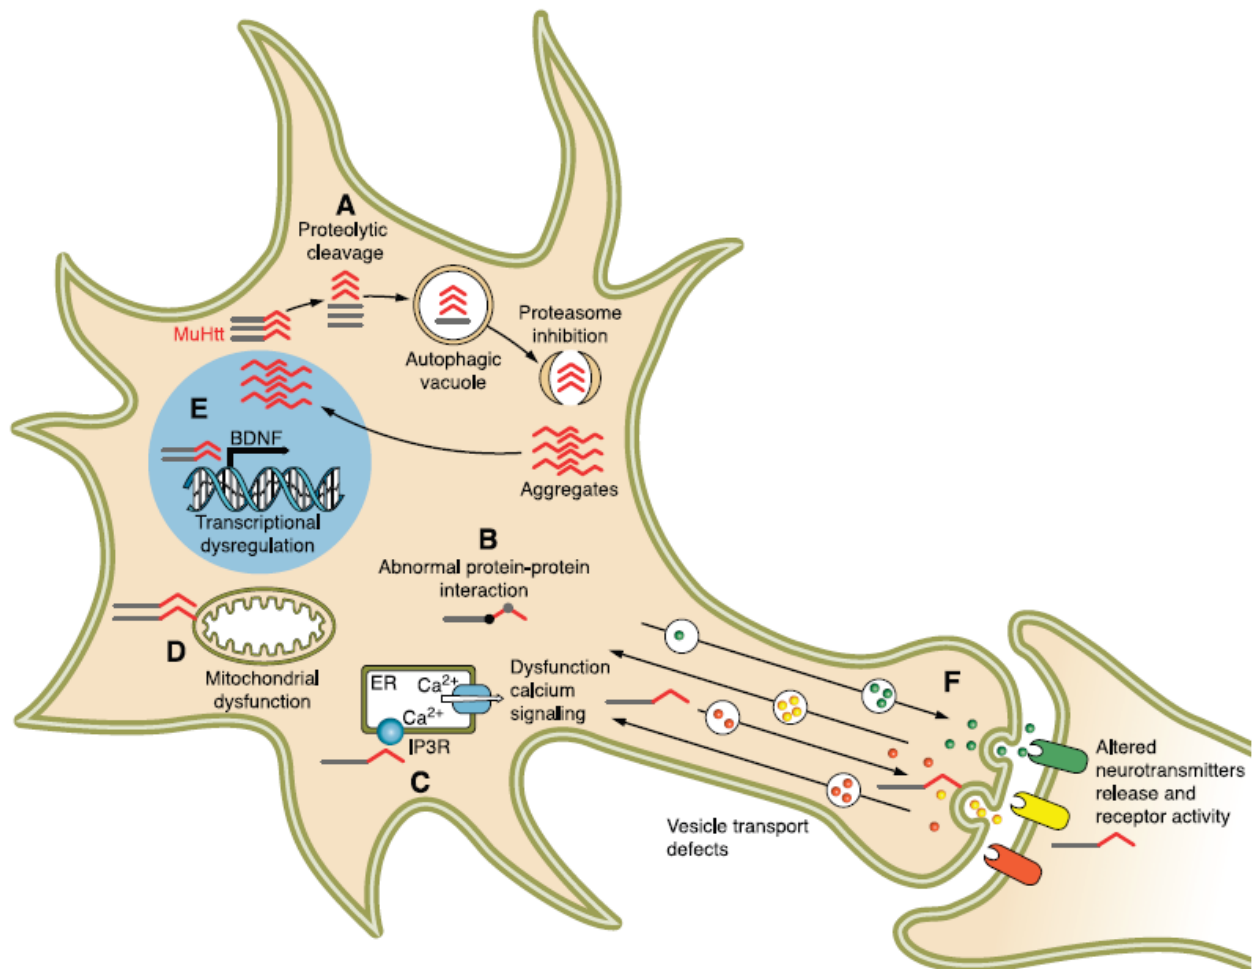 A
Proteolytic
cleavage
MuHtt
Autophagic
vacuole
Proteasome
inhibition
Aggregates
E
BDNF
Transcriptional
dysregulation
B
Abnormal protein-protein
interaction
D
Mitochondrial
dysfunction
ER
Ca2+
Ca2+
IP3R
C
Dysfunction
calcium
signaling
Vesicle transport
defects
F
Altered
neurotransmitters
release and
receptor activity